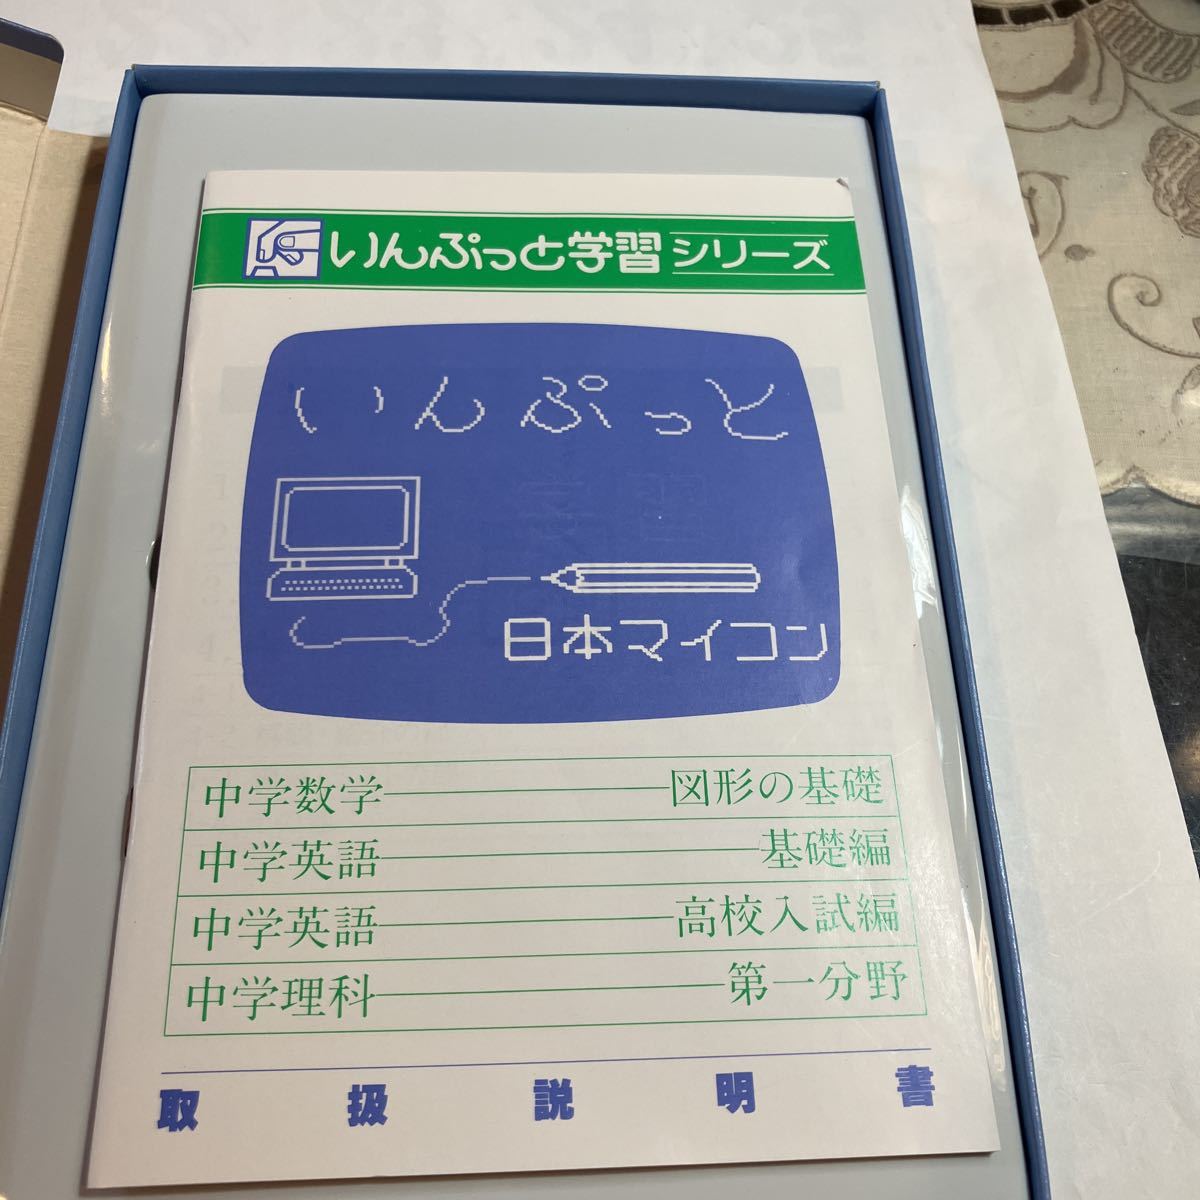 いんぷっと学習シリーズ
いんぷっと
日本マイコン
中学数学 図形の基礎
中学英語 基礎編
中学英語 高校入試編
中学理科 第一分野
取扱説明書